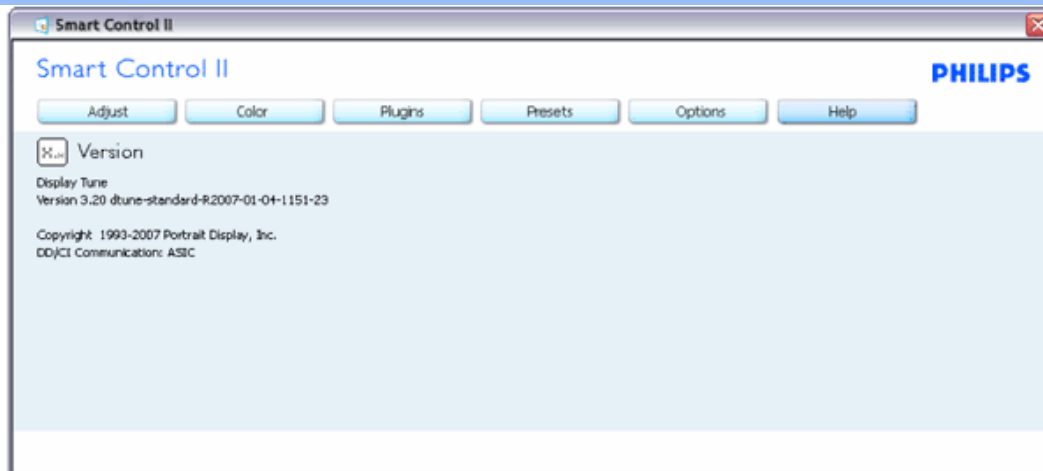 Smart Control II
Smart Control II
PHILIPS
Adjust Color Plugins Presets Options Help
Version
Display Tune
Version 3.20 dtune-standard-R2007-01-04-1151-23
Copyright 1993-2007 Portrait Display, Inc.
DD/CI Communication: ASIC